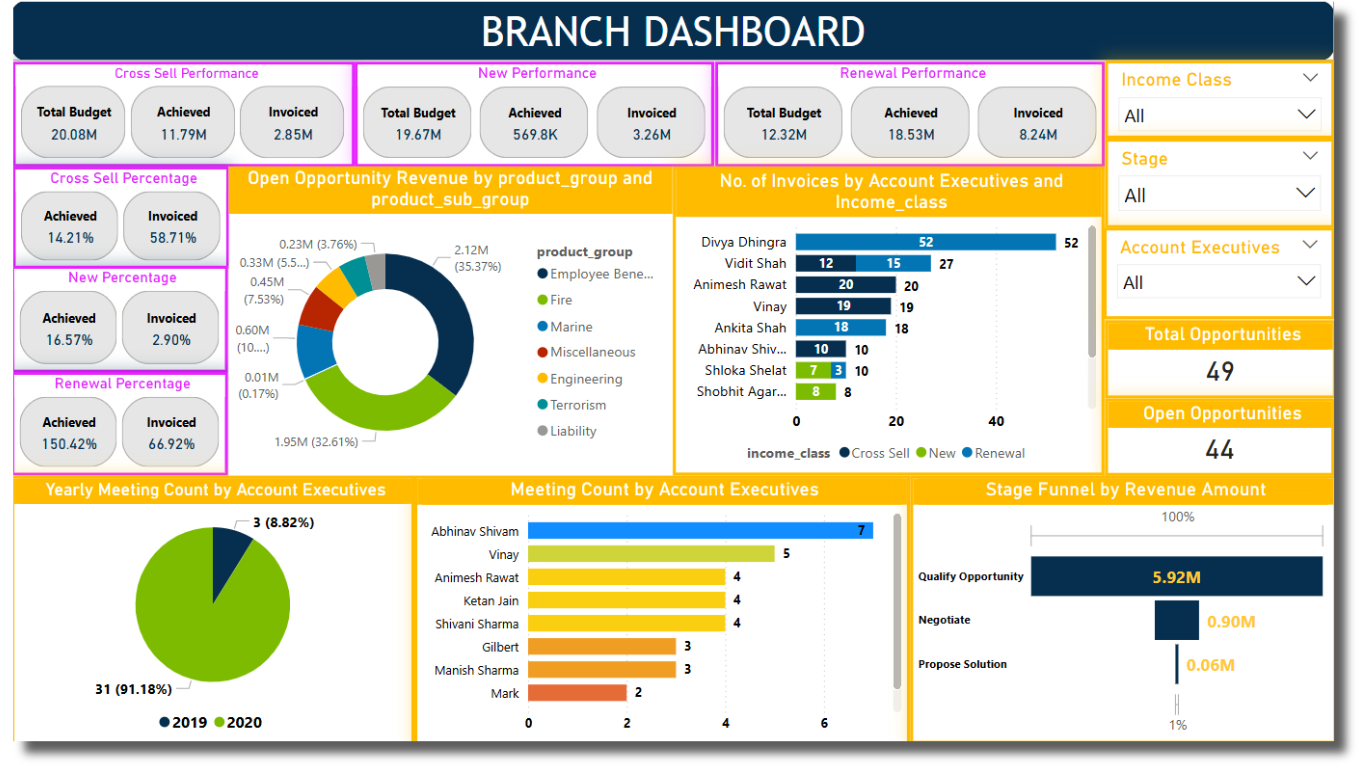 BRANCH DASHBOARD
Cross Sell Performance
Total Budget
20.08M
Achieved
11.79M
Invoiced
2.85M
New Performance
Total Budget
19.67M
Achieved
569.8K
Invoiced
3.26M
Renewal Performance
Total Budget
12.32M
Achieved
18.53M
Invoiced
8.24M
Income Class
All
Stage
All
Account Executives
All
Total Opportunities
49
Open Opportunities
44
Cross Sell Percentage
Achieved
14.21%
Invoiced
58.71%
New Percentage
Achieved
16.57%
Invoiced
2.90%
Renewal Percentage
Achieved
150.42%
Invoiced
66.92%
Open Opportunity Revenue by product_group and
product_sub_group
0.23M (3.76%)
0.33M (5.5...)
0.45M
(7.53%)
0.60M
(10....)
0.01M
(0.17%)
1.95M (32.61%)
2.12M
(35.37%)
product_group
Employee Bene...
Fire
Marine
Miscellaneous
Engineering
Terrorism
Liability
No. of Invoices by Account Executives and
Income_class
Divya Dhingra 52 52
Vidit Shah 12 15 27
Animesh Rawat 20 20
Vinay 19 19
Ankita Shah 18 18
Abhinav Shiv... 10 10
Shloka Shelat 7 3 10
Shobhit Agar... 8 8
0 20 40
income_class Cross Sell New Renewal
Yearly Meeting Count by Account Executives
3 (8.82%)
31 (91.18%)
2019 2020
Meeting Count by Account Executives
Abhinav Shivam 7
Vinay 5
Animesh Rawat 4
Ketan Jain 4
Shivani Sharma 4
Gilbert 3
Manish Sharma 3
Mark 2
0 2 4 6
Stage Funnel by Revenue Amount
100%
Qualify Opportunity 5.92M
Negotiate 0.90M
Propose Solution 0.06M
1%